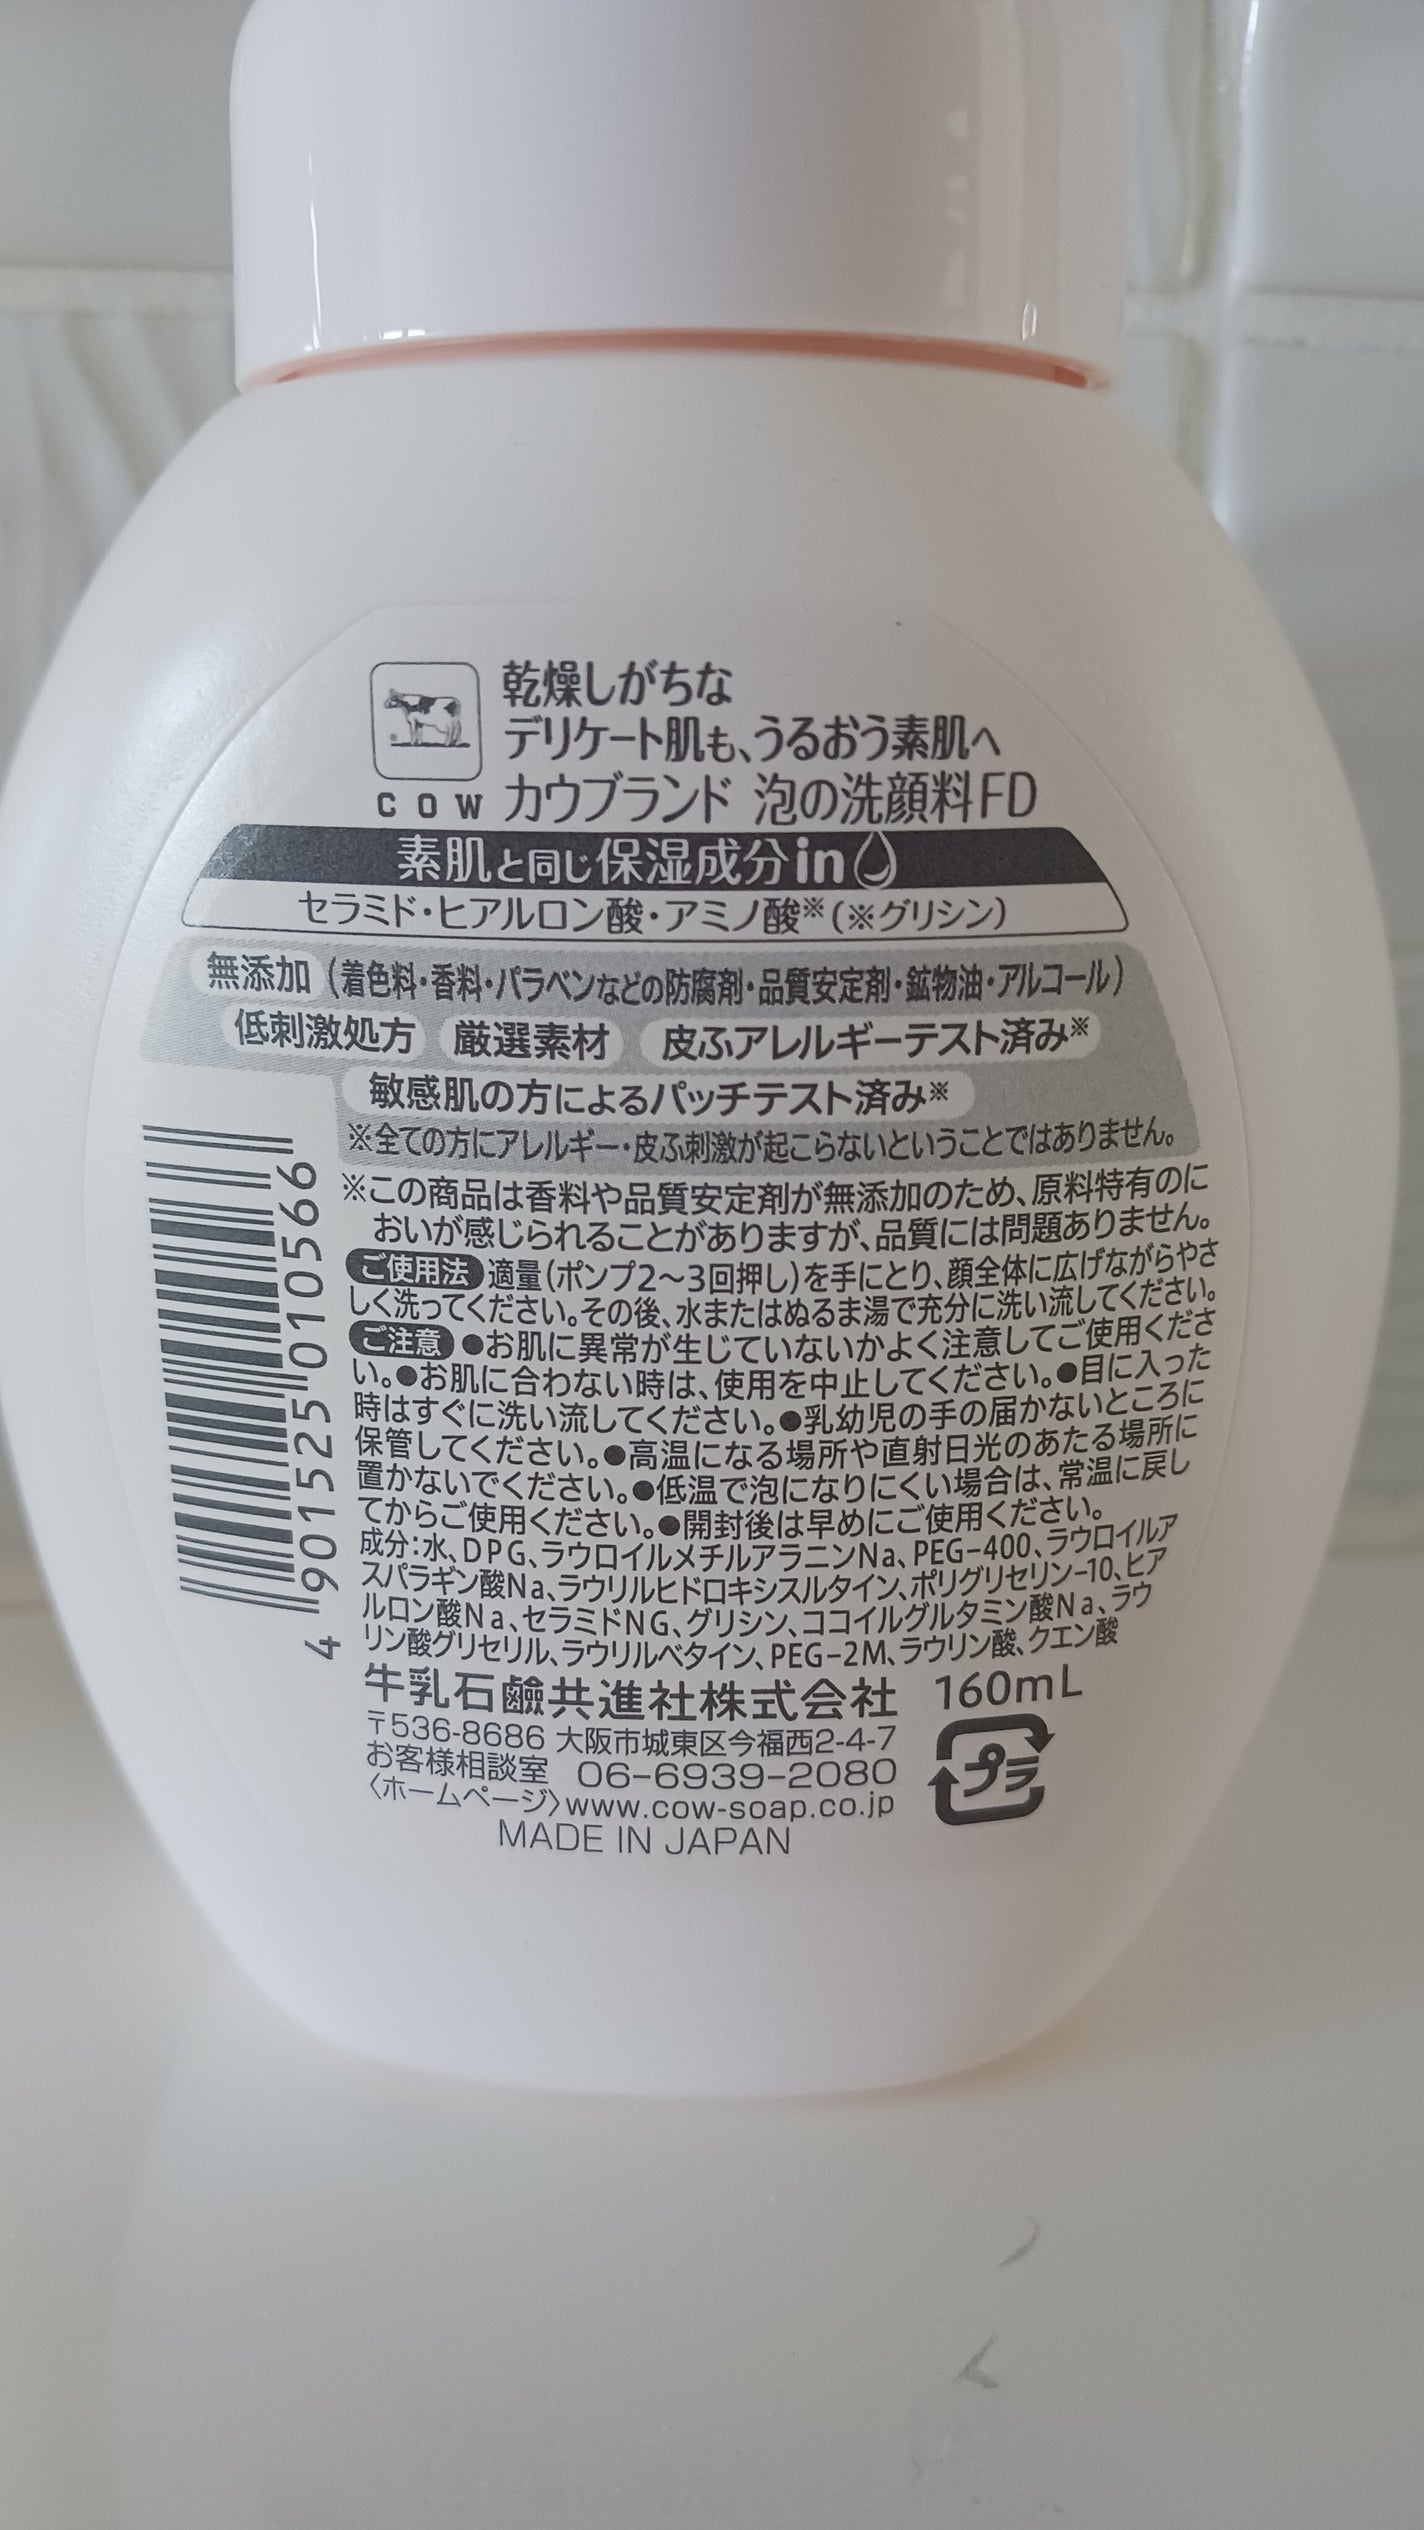 乾燥しがちな
デリケート肌も、うるおう素肌へ
COW カウブランド 泡の洗顔料FD
素肌と同じ保湿成分in
セラミド・ヒアルロン酸・アミノ酸※(※グリシン)
無添加(着色料・香料・パラベンなどの防腐剤・品質安定剤・鉱物油・アルコール)
低刺激処方 厳選素材 皮ふアレルギーテスト済み※
敏感肌の方によるパッチテスト済み※
※全ての方にアレルギー・皮ふ刺激が起こらないということではありません。
※この商品は香料や品質安定剤が無添加のため、原料特有のに
おいが感じられることがありますが、品質には問題ありません。
ご使用法 適量(ポンプ2～3回押し)を手にとり、顔全体に広げながらやさ
しく洗ってください。その後、水またはぬるま湯で充分に洗い流してください。
ご注意 ●お肌に異常が生じていないかよく注意してご使用くださ
い。●お肌に合わない時は、使用を中止してください。●目に入った
時はすぐに洗い流してください。●乳幼児の手の届かないところに
保管してください。●高温になる場所や直射日光のあたる場所に
置かないでください。●低温で泡になりにくい場合は、常温に戻し
てからご使用ください。●開封後は早めにご使用ください。
成分:水、DPG、ラウロイルメチルアラニンNa、PEG-400、ラウロイルア
スパラギン酸Na、ラウリルヒドロキシスルタイン、ポリグリセリン-10、ヒア
ルロン酸Na、セラミドNG、グリシン、ココイルグルタミン酸Na、ラウ
リン酸グリセリル、ラウリルベタイン、PEG-2M、ラウリン酸、クエン酸
牛乳石鹼共進社株式会社 160mL
〒536-8686 大阪市城東区今福西2-4-7
お客様相談室 06-6939-2080
〈ホームページ〉www.cow-soap.co.jp
プラ
MADE IN JAPAN
4 901525 010566